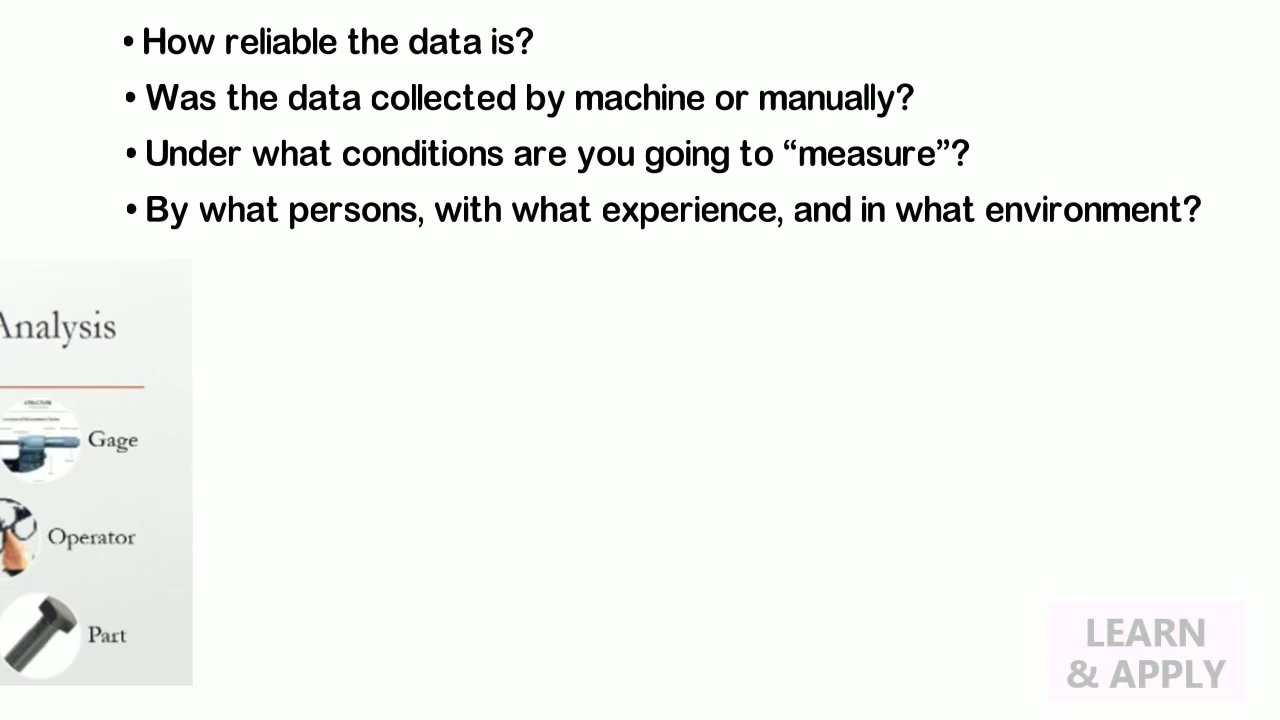 • How reliable the data is?
• Was the data collected by machine or manually?
• Under what conditions are you going to “measure”?
• By what persons, with what experience, and in what environment?
Analysis
Gage
Operator
Part
LEARN
& APPLY